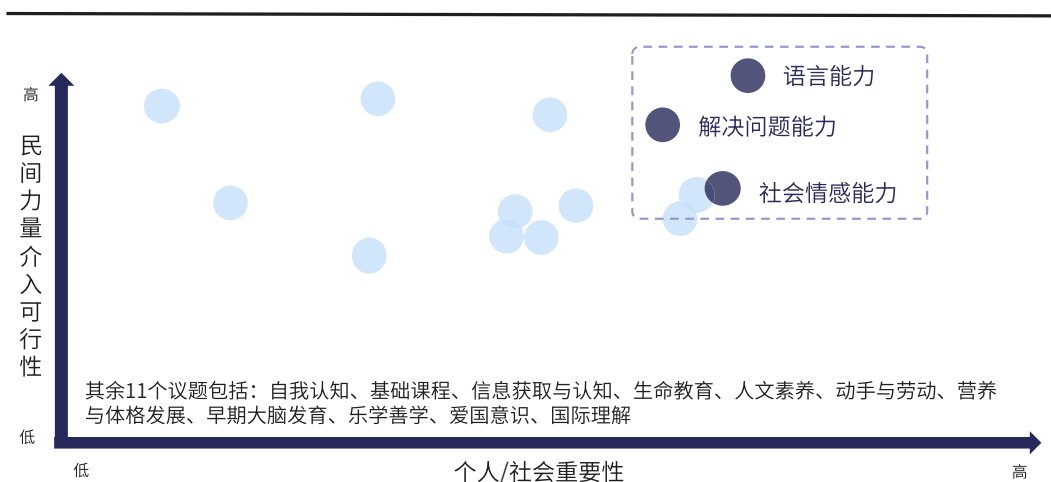 高
民间力量介入可行性
低
语言能力
解决问题能力
社会情感能力
其余11个议题包括：自我认知、基础课程、信息获取与认知、生命教育、人文素养、动手与劳动、营养
与体格发展、早期大脑发育、乐学善学、爱国意识、国际理解
低
个人/社会重要性
高